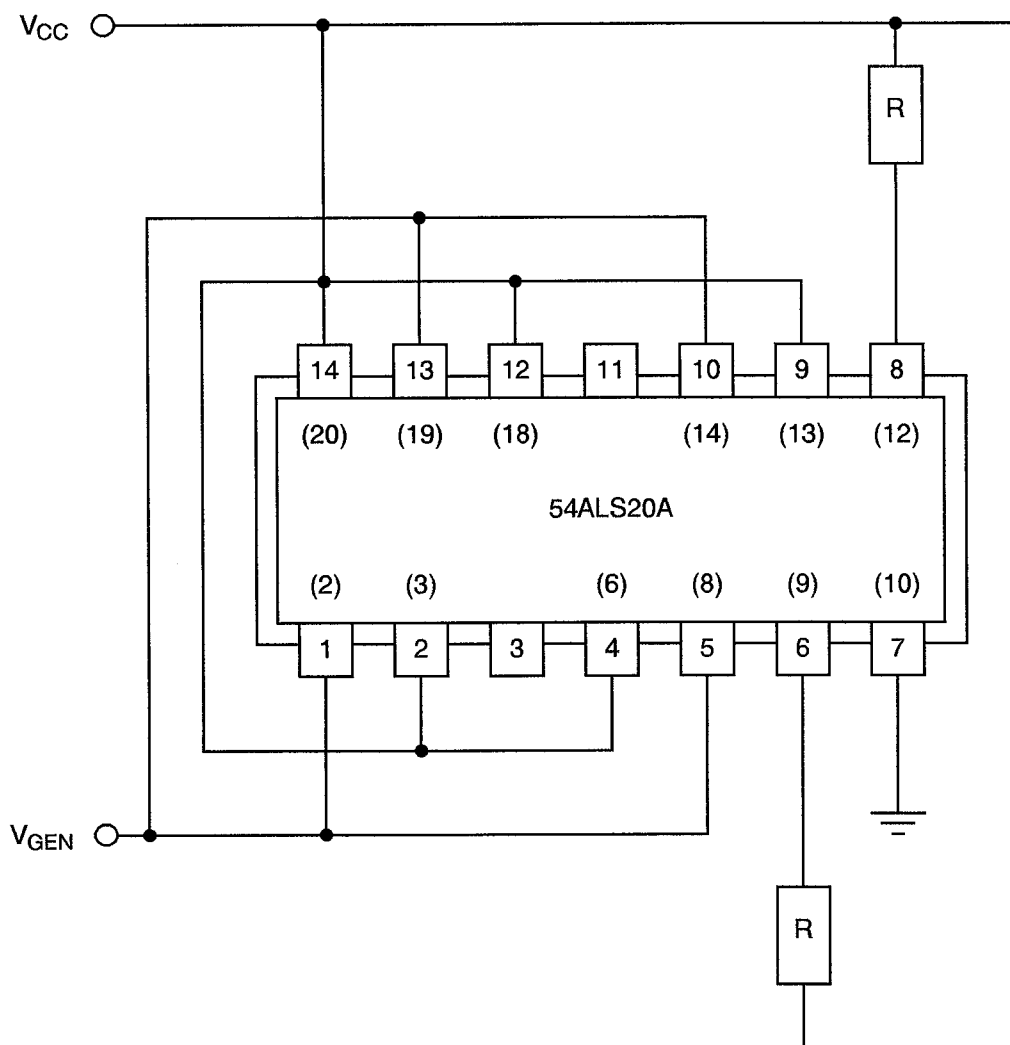 VCC
R
14 13 12 11 10 9 8
(20) (19) (18) (14) (13) (12)
54ALS20A
(2) (3) (6) (8) (9) (10)
1 2 3 4 5 6 7
VGEN
R